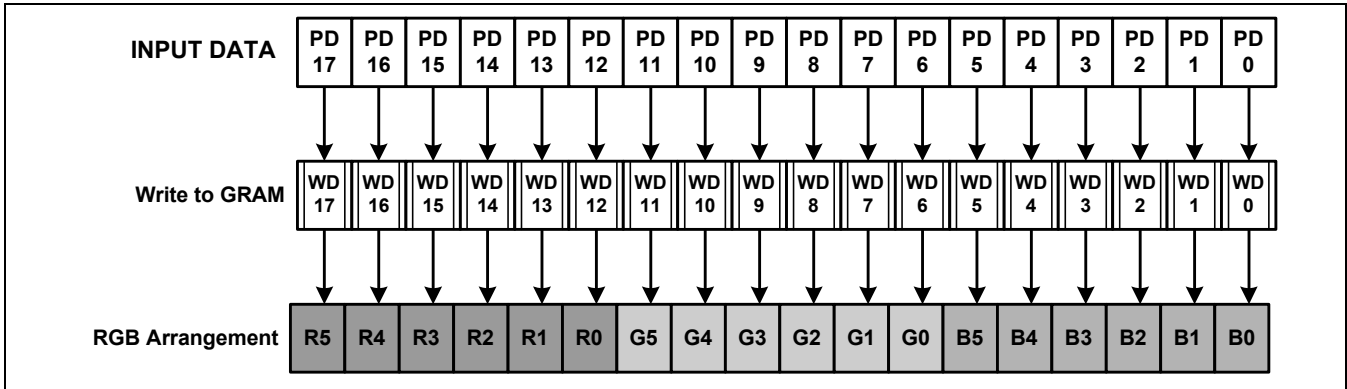 INPUT DATA PD 17 PD 16 PD 15 PD 14 PD 13 PD 12 PD 11 PD 10 PD 9 PD 8 PD 7 PD 6 PD 5 PD 4 PD 3 PD 2 PD 1 PD 0
Write to GRAM WD 17 WD 16 WD 15 WD 14 WD 13 WD 12 WD 11 WD 10 WD 9 WD 8 WD 7 WD 6 WD 5 WD 4 WD 3 WD 2 WD 1 WD 0
RGB Arrangement R5 R4 R3 R2 R1 R0 G5 G4 G3 G2 G1 G0 B5 B4 B3 B2 B1 B0